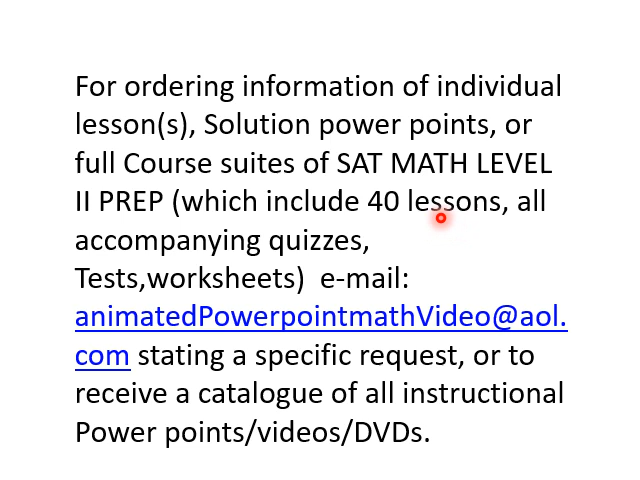 For ordering information of individual
lesson(s), Solution power points, or
full Course suites of SAT MATH LEVEL
II PREP (which include 40 lessons, all
accompanying quizzes,
Tests,worksheets)  e-mail:
animatedPowerpointmathVideo@aol.
com stating a specific request, or to
receive a catalogue of all instructional
Power points/videos/DVDs.